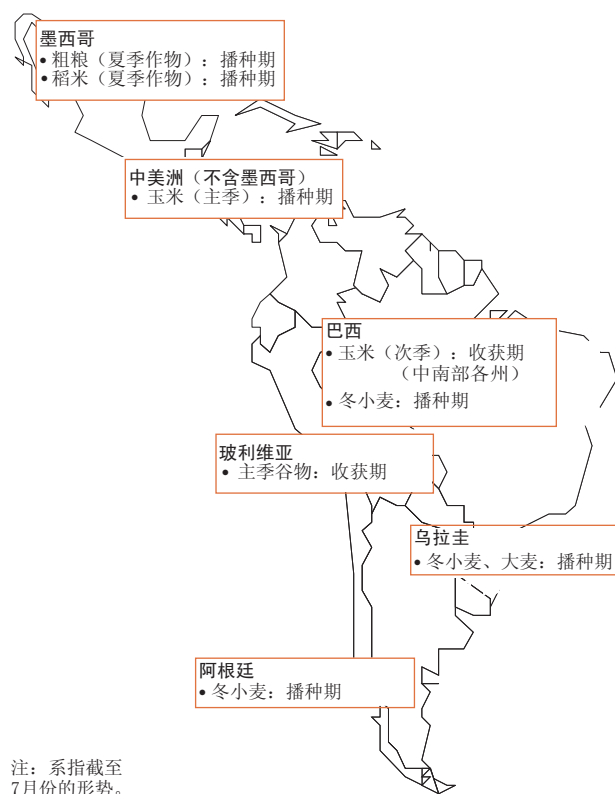 墨西哥
• 粗粮（夏季作物）：播种期
• 稻米（夏季作物）：播种期
中美洲（不含墨西哥）
• 玉米（主季）：播种期
巴西
• 玉米（次季）：收获期
（中南部各州）
• 冬小麦：播种期
玻利维亚
• 主季谷物：收获期
乌拉圭
• 冬小麦、大麦：播种期
阿根廷
• 冬小麦：播种期
注：系指截至
7月份的形势。